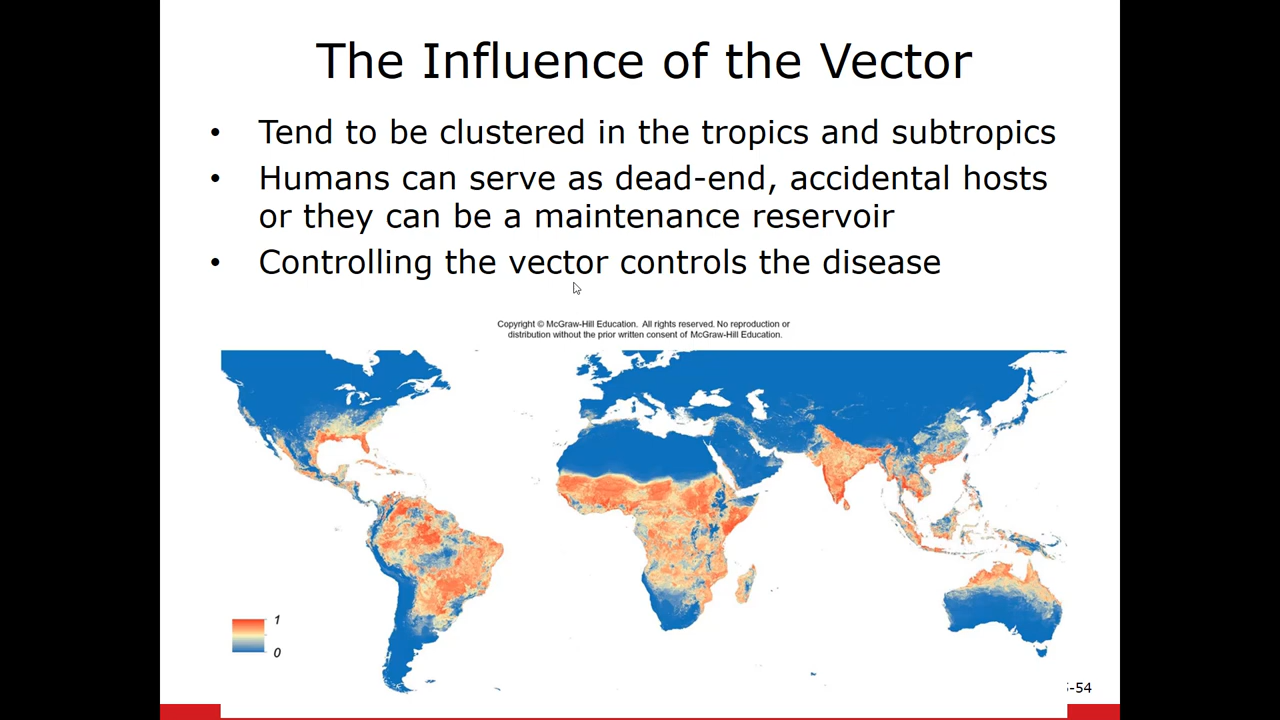 The Influence of the Vector
• Tend to be clustered in the tropics and subtropics
• Humans can serve as dead-end, accidental hosts
or they can be a maintenance reservoir
• Controlling the vector controls the disease
Copyright © McGraw-Hill Education. All rights reserved. No reproduction or
distribution without the prior written consent of McGraw-Hill Education.
1
0
-54